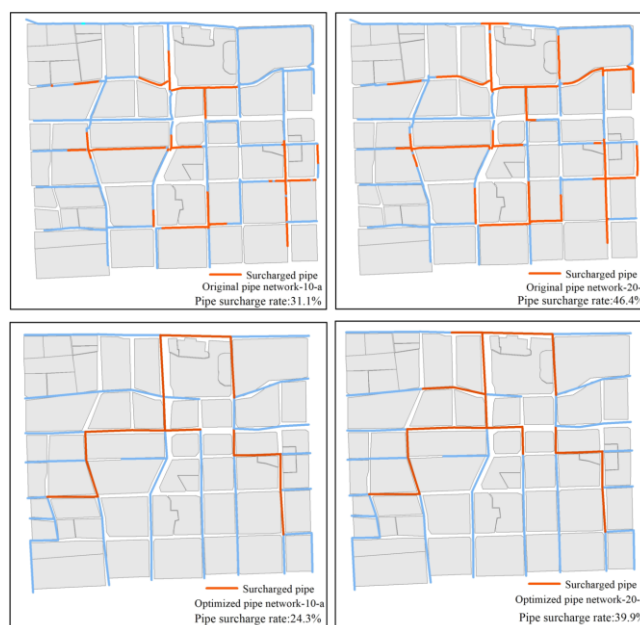 Surcharged pipe
Original pipe network-10-a
Pipe surcharge rate:31.1%
Surcharged pipe
Original pipe network-20-
Pipe surcharge rate:46.4%
Surcharged pipe
Optimized pipe network-10-a
Pipe surcharge rate:24.3%
Surcharged pipe
Optimized pipe network-20-
Pipe surcharge rate:39.9%